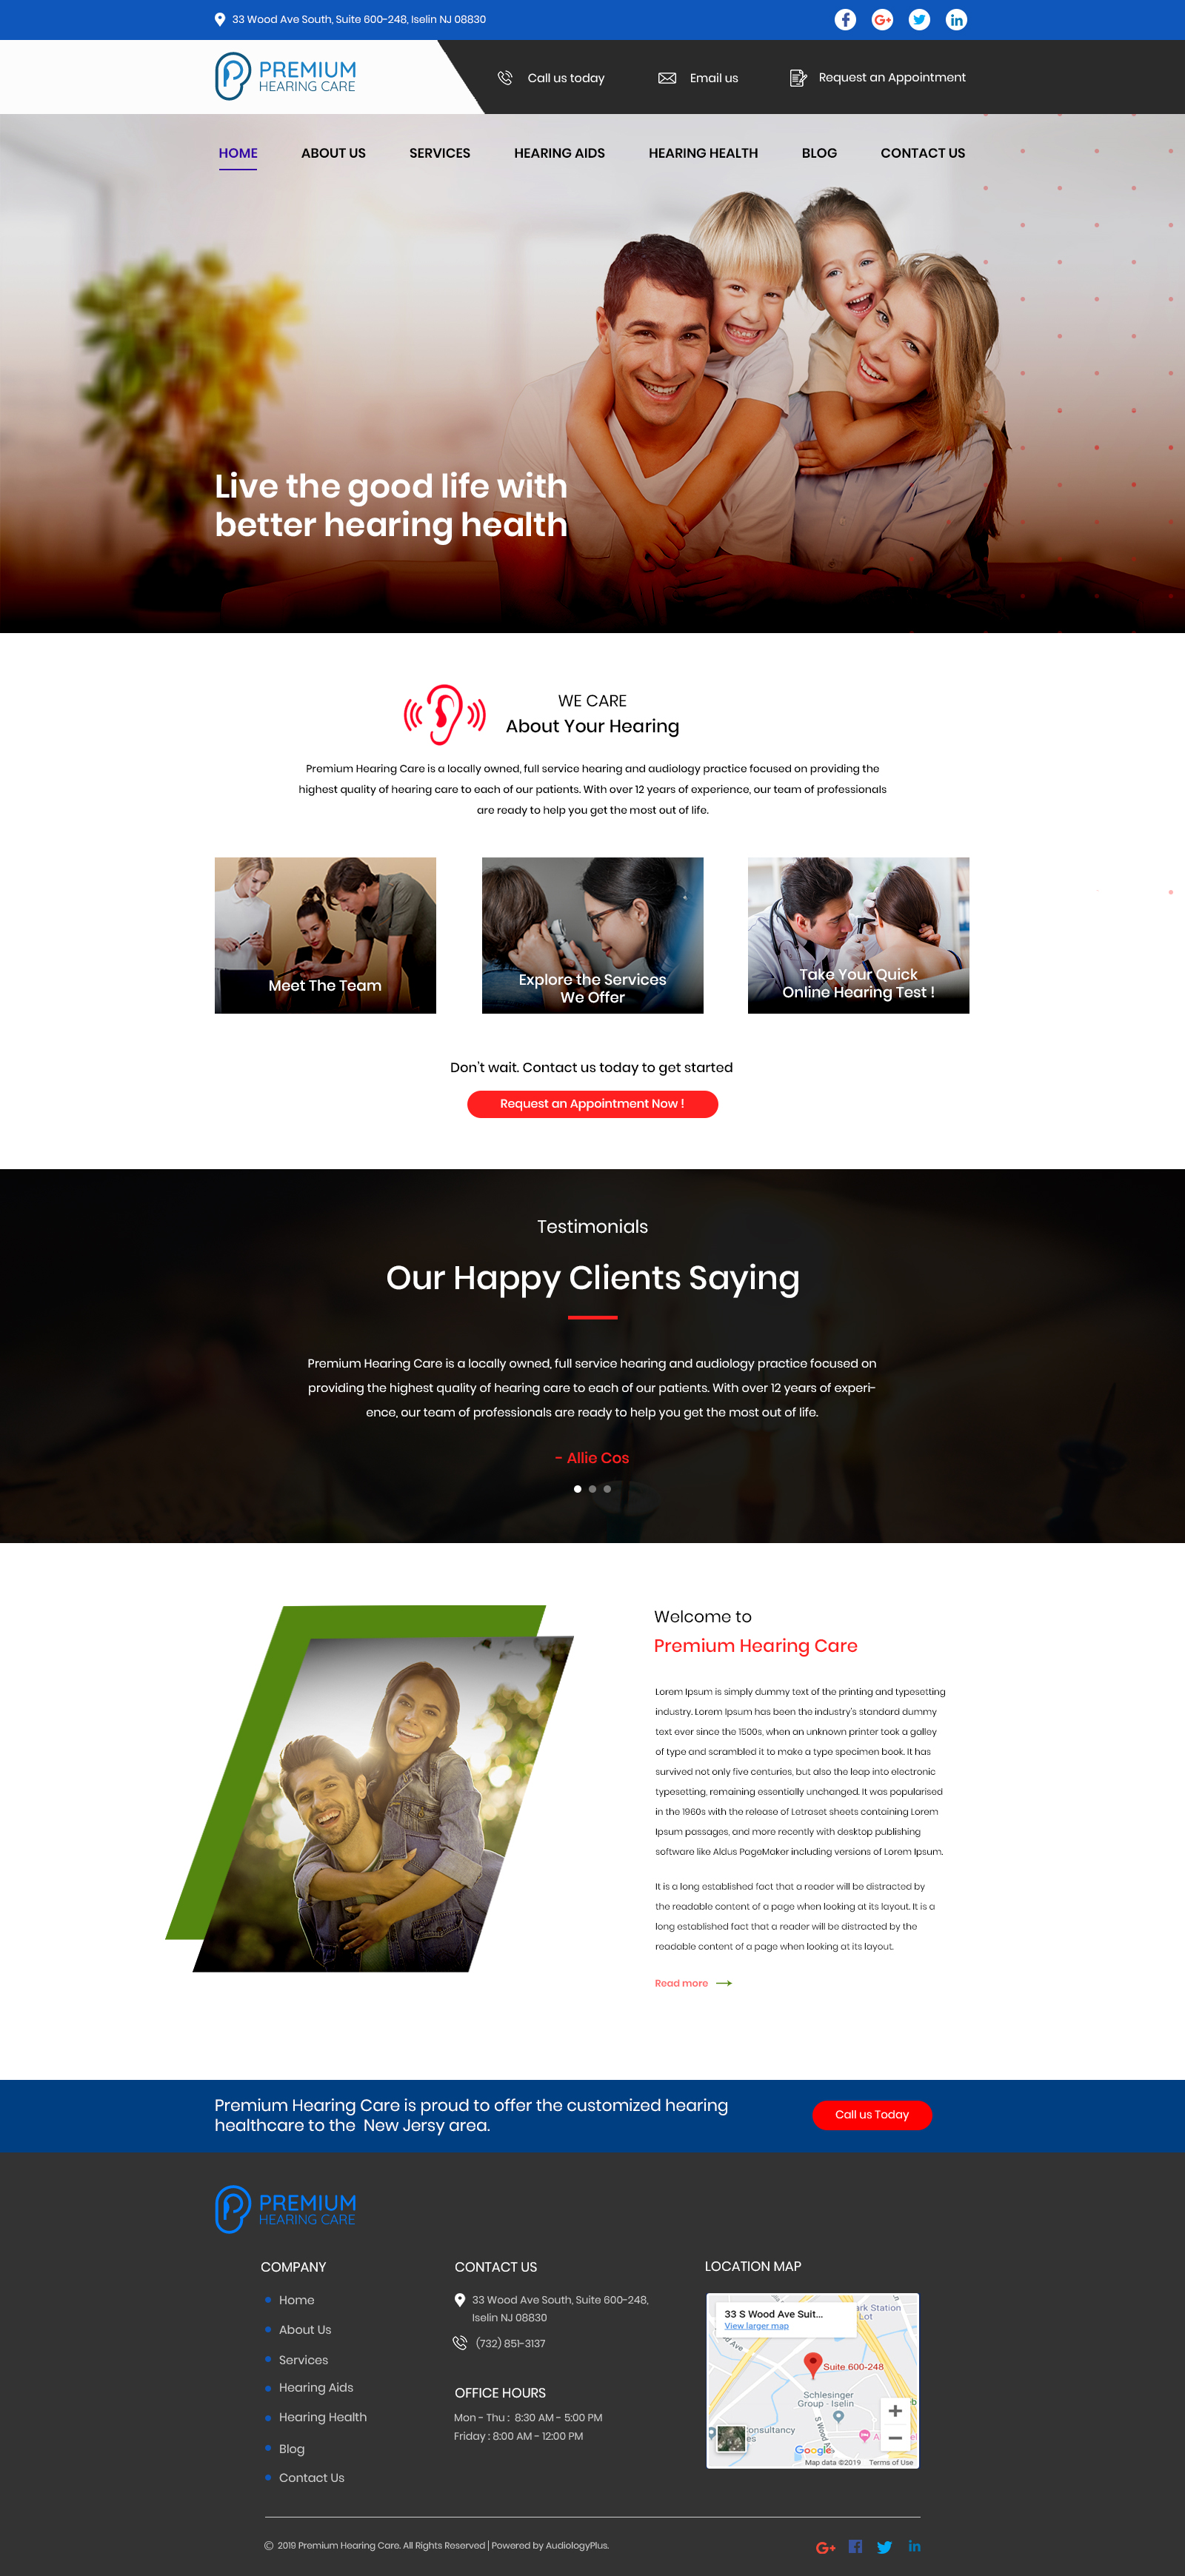 33 Wood Ave South, Suite 600-248, Iselin NJ 08830
PREMIUM
HEARING CARE
Call us today
Email us
Request an Appointment
HOME
ABOUT US
SERVICES
HEARING AIDS
HEARING HEALTH
BLOG
CONTACT US
Live the good life with
better hearing health
WE CARE
About Your Hearing
Premium Hearing Care is a locally owned, full service hearing and audiology practice focused on providing the
highest quality of hearing care to each of our patients. With over 12 years of experience, our team of professionals
are ready to help you get the most out of life.
Meet The Team
Explore the Services
We Offer
Take Your Quick
Online Hearing Test !
Don't wait. Contact us today to get started
Request an Appointment Now !
Testimonials
Our Happy Clients Saying
Premium Hearing Care is a locally owned, full service hearing and audiology practice focused on
providing the highest quality of hearing care to each of our patients. With over 12 years of experi-
ence, our team of professionals are ready to help you get the most out of life.
- Allie Cos
Welcome to
Premium Hearing Care
Lorem Ipsum is simply dummy text of the printing and typesetting
industry. Lorem Ipsum has been the industry's standard dummy
text ever since the 1500s, when an unknown printer took a galley
of type and scrambled it to make a type specimen book. It has
survived not only five centuries, but also the leap into electronic
typesetting, remaining essentially unchanged. It was popularised
in the 1960s with the release of Letraset sheets containing Lorem
Ipsum passages, and more recently with desktop publishing
software like Aldus PageMaker including versions of Lorem Ipsum.
It is a long established fact that a reader will be distracted by
the readable content of a page when looking at its layout. It is a
long established fact that a reader will be distracted by the
readable content of a page when looking at its layout.
Read more
Premium Hearing Care is proud to offer the customized hearing
healthcare to the New Jersy area.
Call us Today
PREMIUM
HEARING CARE
COMPANY
Home
About Us
Services
Hearing Aids
Hearing Health
Blog
Contact Us
CONTACT US
33 Wood Ave South, Suite 600-248,
Iselin NJ 08830
(732) 851-3137
OFFICE HOURS
Mon - Thu : 8:30 AM - 5:00 PM
Friday : 8:00 AM - 12:00 PM
LOCATION MAP
33 S Wood Ave Suit...
View larger map
ark Station
Lot
Suite 600-248
Schlesinger
Group - Iselin
S Wood
onsultancy
Google
Map data ©2019 Terms of Use
© 2019 Premium Hearing Care. All Rights Reserved | Powered by AudiologyPlus.